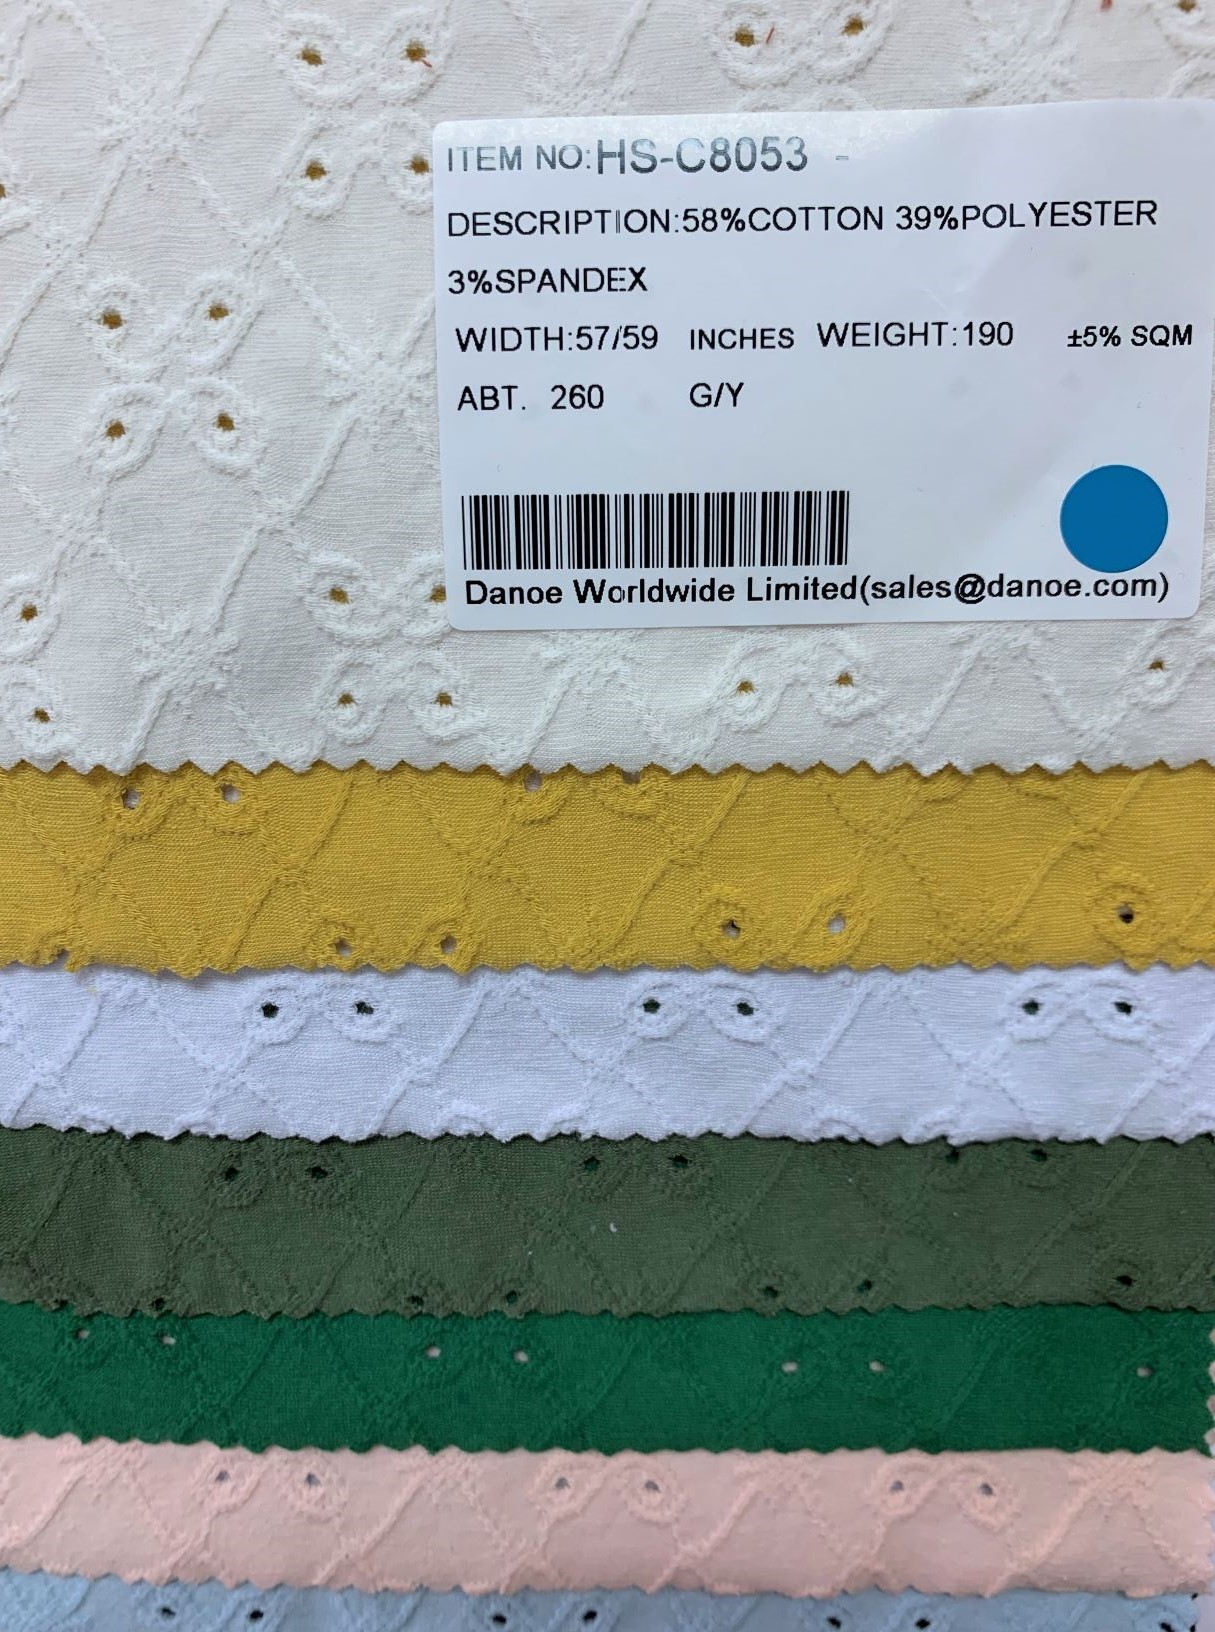 ITEM NO:HS-C8053 -
DESCRIPTION:58%COTTON 39%POLYESTER
3%SPANDEX
WIDTH:57/59 INCHES WEIGHT:190 ±5% SQM
ABT. 260 G/Y
Danoe Worldwide Limited(sales@danoe.com)